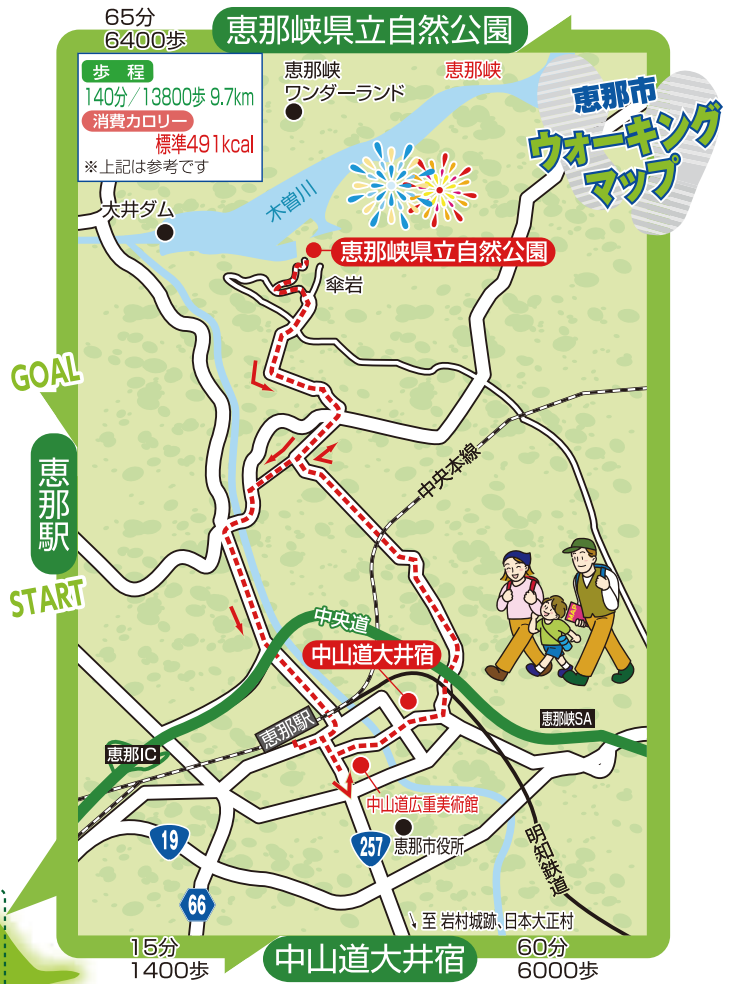 65分
6400歩
恵那峡県立自然公園
歩 程
140分/13800歩 9.7km
消費カロリー
標準491kcal
※上記は参考です
恵那峡
ワンダーランド
恵那峡
恵那市
ウォーキング
マップ
大井ダム
木曽川
恵那峡県立自然公園
傘岩
GOAL
恵那駅
START
中央本線
中央道
中山道大井宿
恵那駅
恵那峡SA
恵那IC
中山道広重美術館
19
257
恵那市役所
明知鉄道
66
至 岩村城跡、日本大正村
15分
1400歩
中山道大井宿
60分
6000歩